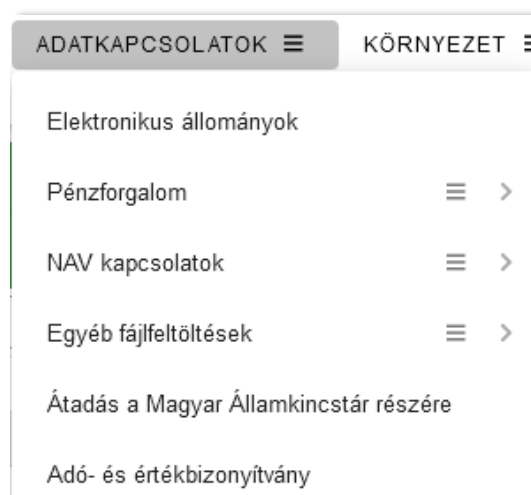 ADATKAPCSOLATOK KÖRNYEZET
Elektronikus állományok
Pénzforgalom
NAV kapcsolatok
Egyéb fájlfeltöltések
Átadás a Magyar Államkincstár részére
Adó- és értékbizonyítvány